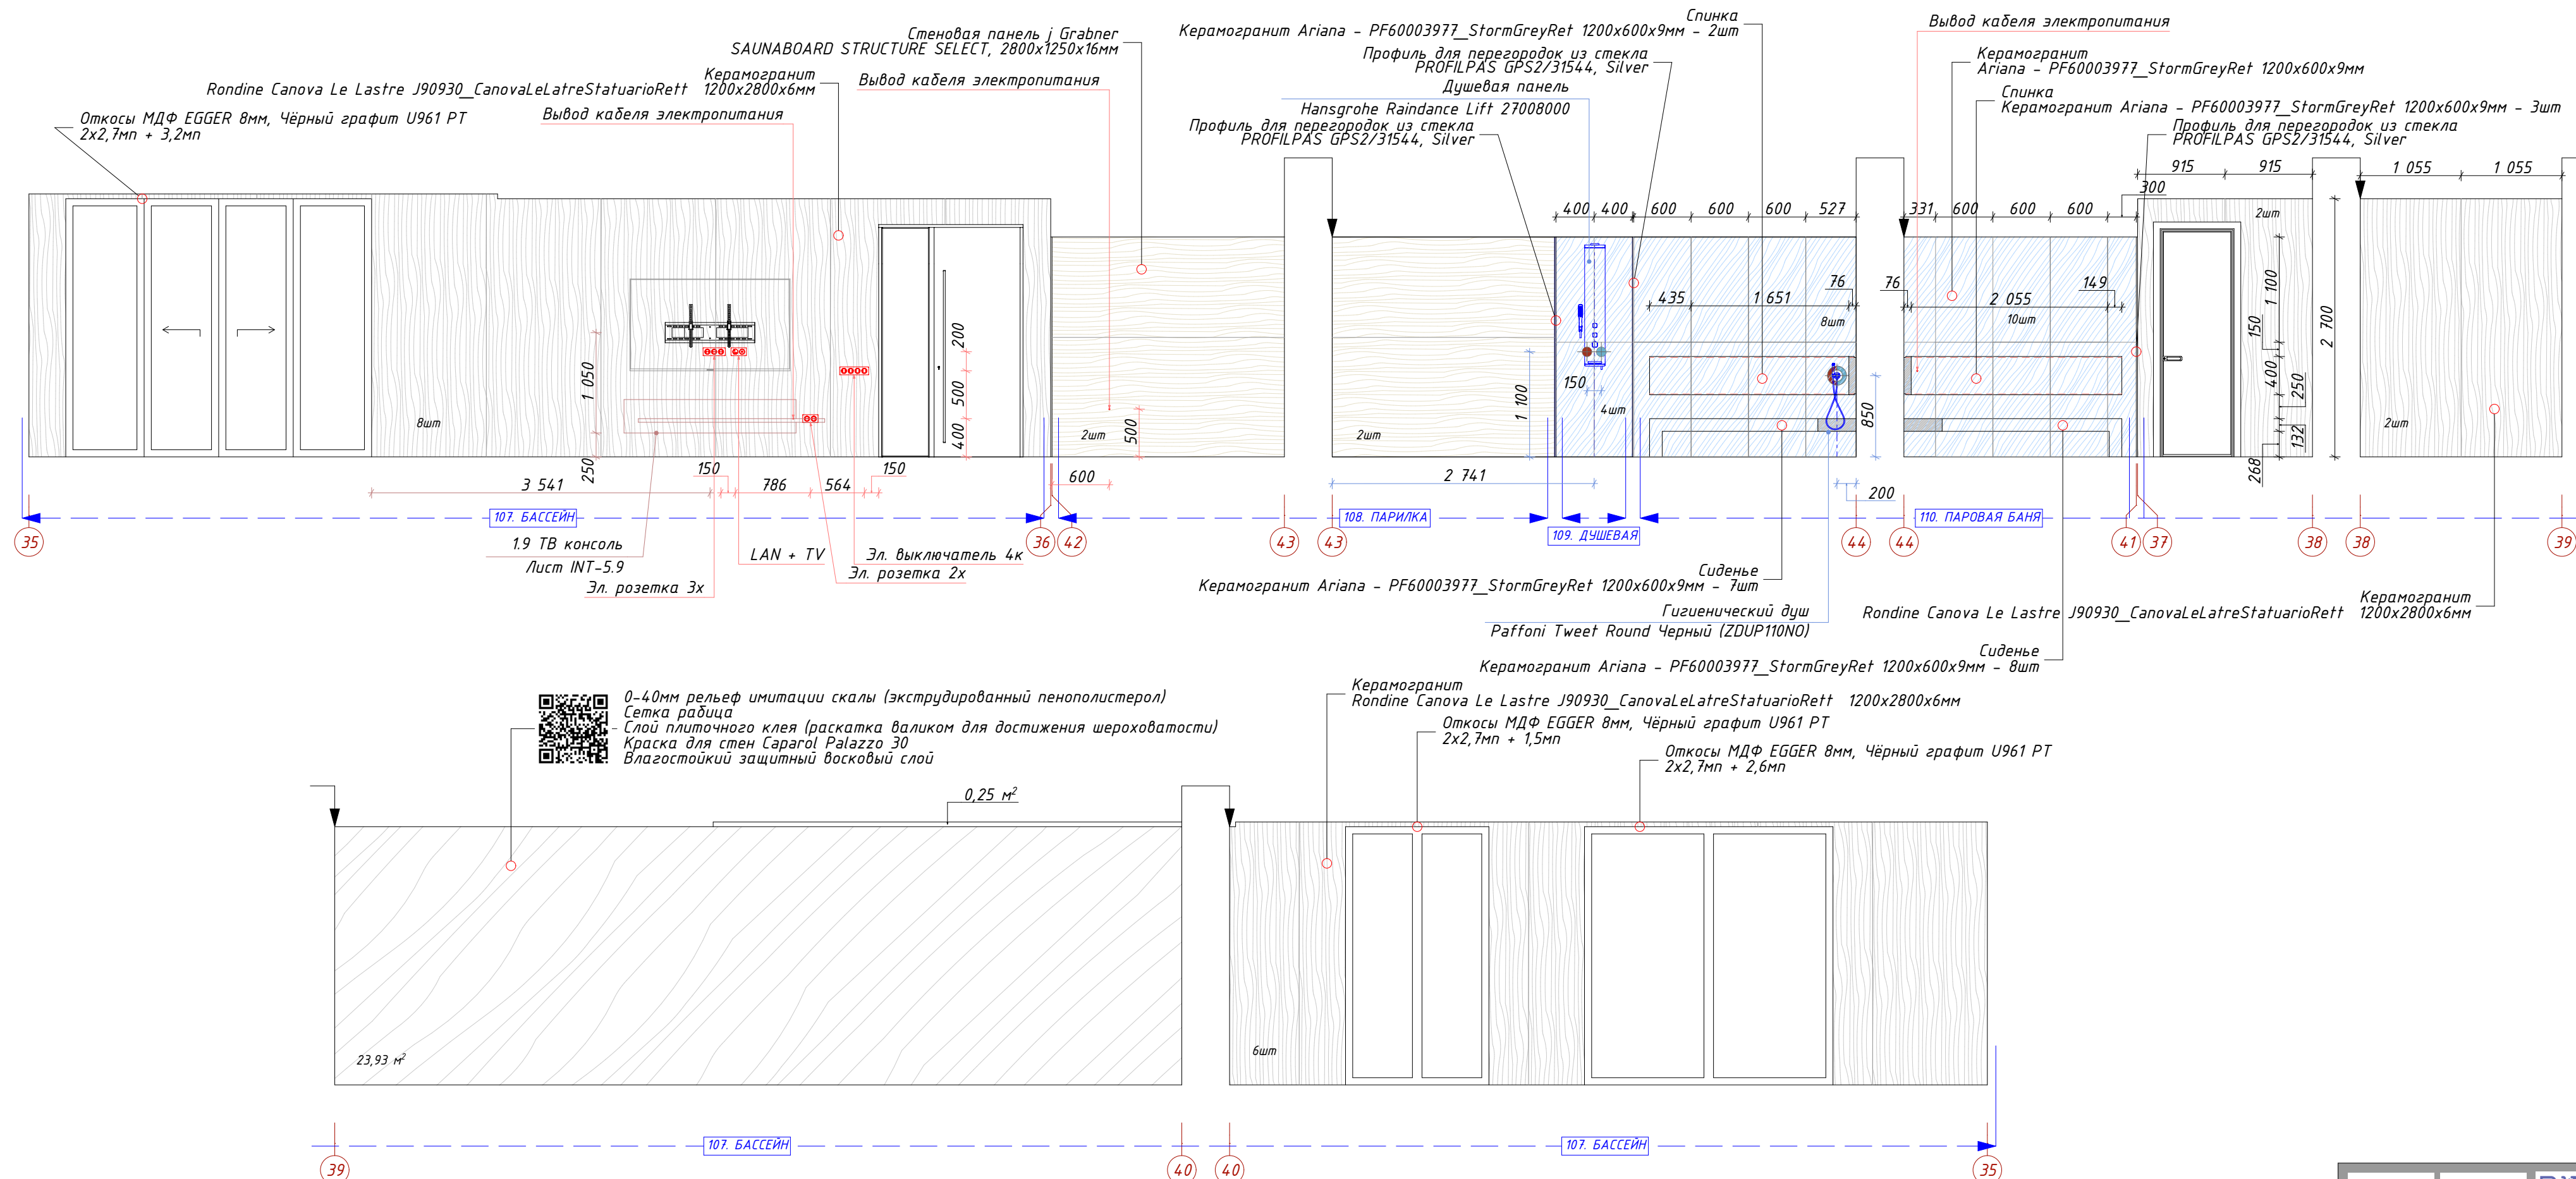 Стеновая панель j Grabner
SAUNABOARD STRUCTURE SELECT, 2800х1250х16мм
Керамогранит
Rondine Canova Le Lastre J90930_CanovaLeLatreStatuarioRett 1200х2800х6мм
Вывод кабеля электропитания
Вывод кабеля электропитания
Откосы МДФ EGGER 8мм, Чёрный графит U961 PT
2х2,7мп + 3,2мп
Спинка
Керамогранит Ariana - PF60003977_StormGreyRet 1200х600х9мм - 2шт
Профиль для перегородок из стекла
PROFILPAS GPS2/31544, Silver
Душевая панель
Hansgrohe Raindance Lift 27008000
Профиль для перегородок из стекла
PROFILPAS GPS2/31544, Silver
Вывод кабеля электропитания
Керамогранит
Ariana - PF60003977_StormGreyRet 1200х600х9мм
Спинка
Керамогранит Ariana - PF60003977_StormGreyRet 1200х600х9мм - 3шт
Профиль для перегородок из стекла
PROFILPAS GPS2/31544, Silver
915 915 1 055 1 055
300
400 400 600 600 600 527 331 600 600 600
2шт
435 1 651 76 76 2 055 149
8шт 10шт
1 100
150
400
250
132
268
2 700
1 050
250
200
500
400
500
1 100
150
850
8шт
2шт
2шт
4шт
2шт
3 541 150 786 564 150 600
2 741
200
107. БАССЕЙН
108. ПАРИЛКА
109. ДУШЕВАЯ
110. ПАРОВАЯ БАНЯ
35 36 42 43 43 44 44 41 37 38 38 39
1.9 ТВ консоль
Лист INT-5.9
LAN + TV
Эл. выключатель 4к
Эл. розетка 2х
Эл. розетка 3х
Сиденье
Керамогранит Ariana - PF60003977_StormGreyRet 1200х600х9мм - 7шт
Гигиенический душ
Paffoni Tweet Round Черный (ZDUP110NO)
Керамогранит
Rondine Canova Le Lastre J90930_CanovaLeLatreStatuarioRett 1200х2800х6мм
Сиденье
Керамогранит Ariana - PF60003977_StormGreyRet 1200х600х9мм - 8шт
0-40мм рельеф имитации скалы (экструдированный пенополистерол)
Сетка рабица
Слой плиточного клея (раскатка валиком для достижения шероховатости)
Краска для стен Caparol Palazzo 30
Влагостойкий защитный восковый слой
Керамогранит
Rondine Canova Le Lastre J90930_CanovaLeLatreStatuarioRett 1200х2800х6мм
Откосы МДФ EGGER 8мм, Чёрный графит U961 PT
2х2,7мп + 1,5мп
Откосы МДФ EGGER 8мм, Чёрный графит U961 PT
2х2,7мп + 2,6мп
0,25 м²
23,93 м²
6шт
107. БАССЕЙН
107. БАССЕЙН
39 40 40 35